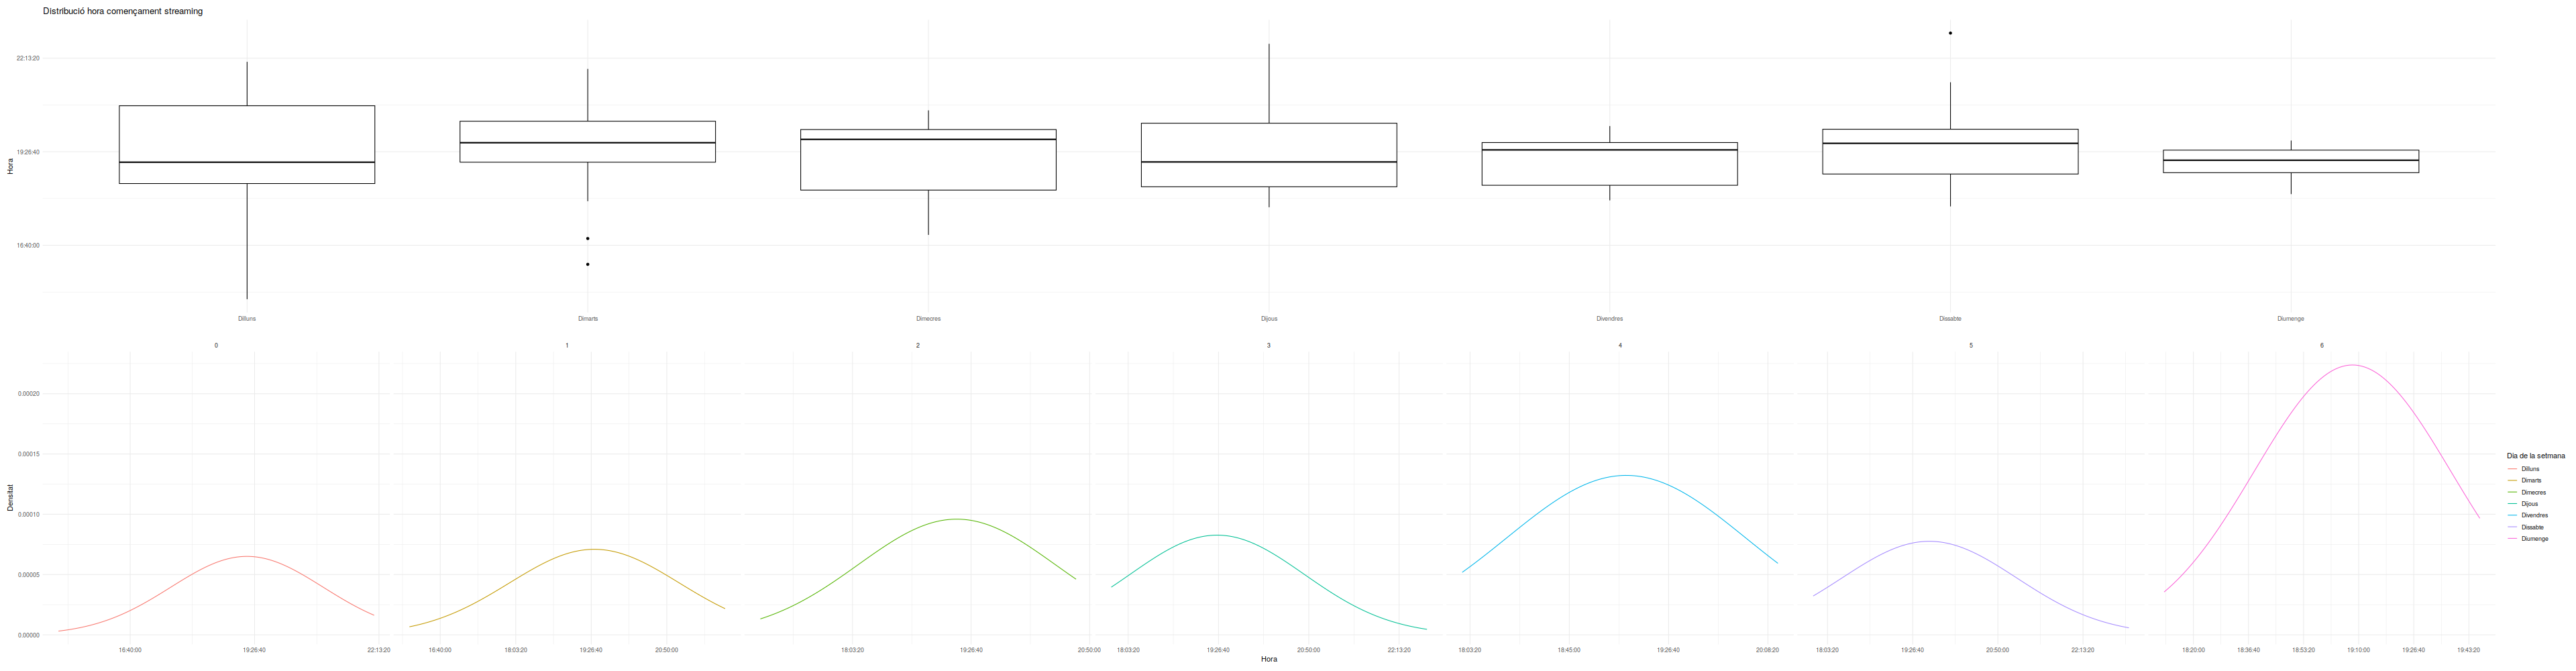 Distribució hora començament streaming
Hora
22:13:20
19:26:40
16:40:00
Dilluns Dimarts Dimecres Dijous Divendres Dissabte Diumenge
0 1 2 3 4 5 6
Densitat
0.00020
0.00015
0.00010
0.00005
0.00000
16:40:00 19:26:40 22:13:20 16:40:00 18:03:20 19:26:40 20:50:00 18:03:20 19:26:40 20:50:00 18:03:20 19:26:40 20:50:00 22:13:20 18:03:20 18:45:00 19:26:40 20:08:20 18:03:20 19:26:40 20:50:00 22:13:20 18:20:00 18:36:40 18:53:20 19:10:00 19:26:40 19:43:20
Hora
Dia de la setmana
Dilluns
Dimarts
Dimecres
Dijous
Divendres
Dissabte
Diumenge